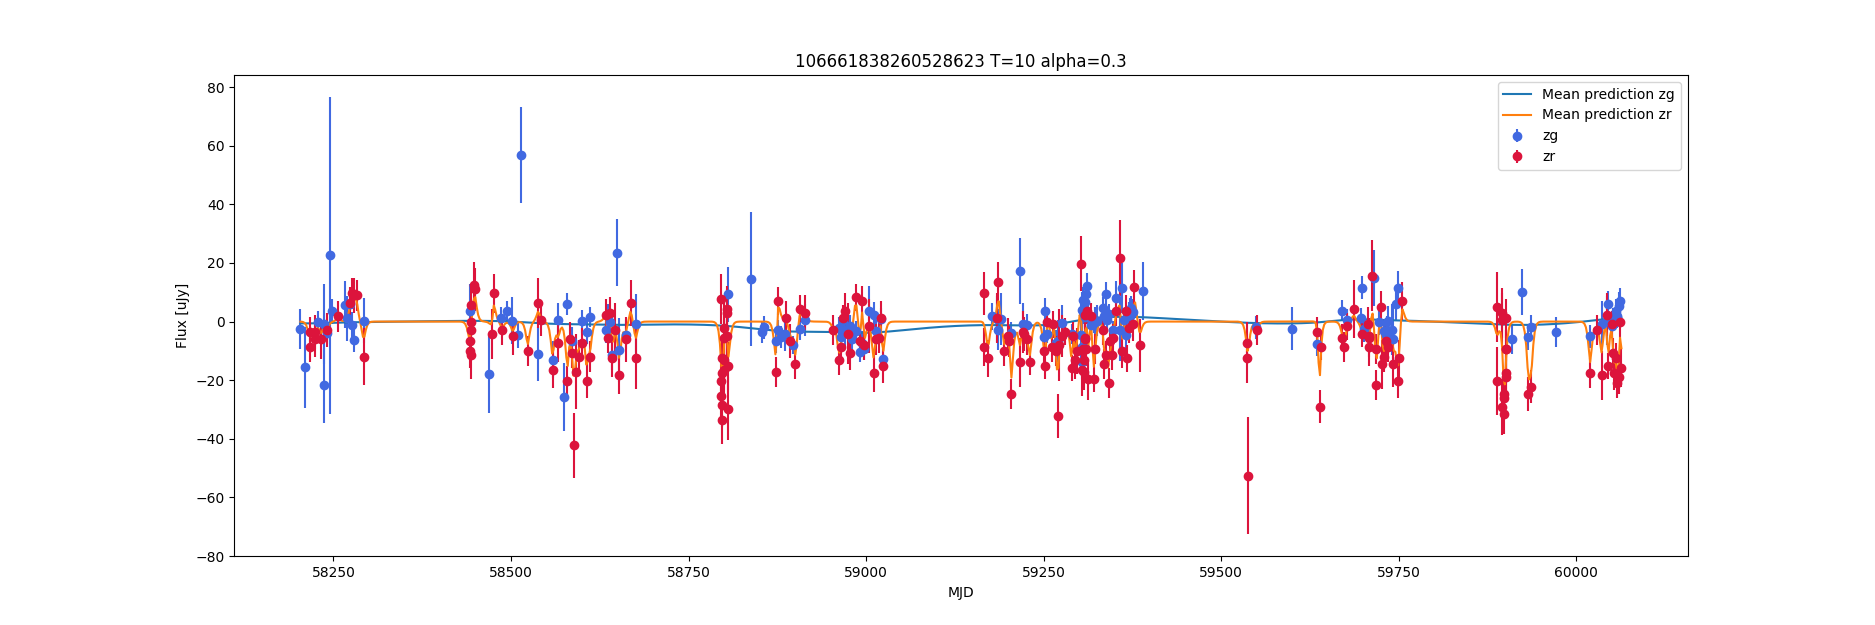 106661838260528623 T=10 alpha=0.3
Flux [uJy]
80
60
40
20
0
−20
−40
−60
−80
Mean prediction zg
Mean prediction zr
zg
zr
58250 58500 58750 59000 59250 59500 59750 60000
MJD